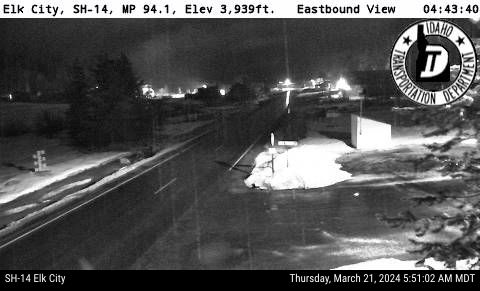 Elk City, SH-14, MP 94.1, Elev 3,939ft. Eastbound View 04:43:40
IDAHO
TRANSPORTATION DEPARTMENT
SH-14 Elk City Thursday, March 21, 2024 5:51:02 AM MDT